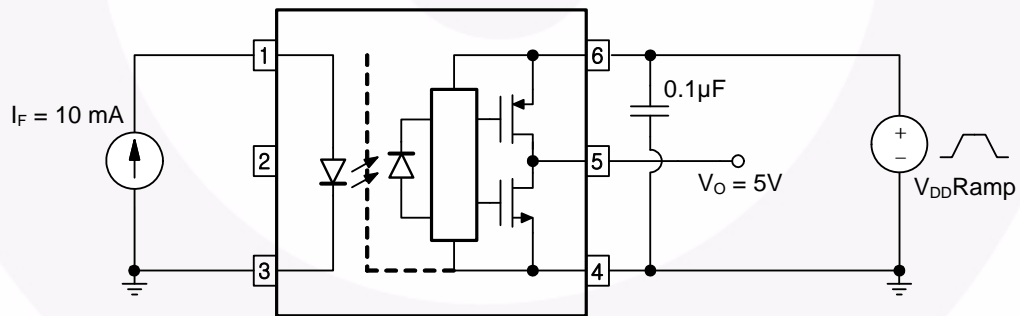 1
6
0.1µF
I_F = 10 mA
+
2
5
–
V_O = 5V
V_DDRamp
3
4